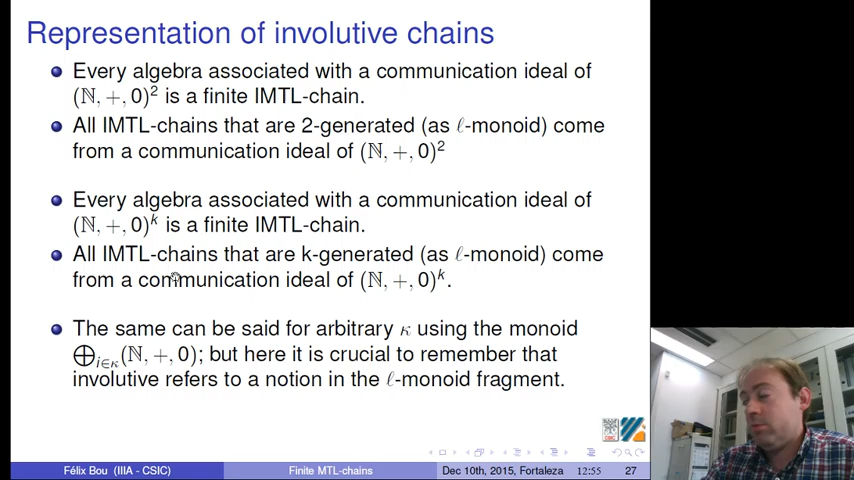 Representation of involutive chains
Every algebra associated with a communication ideal of
(ℕ, +, 0)² is a finite IMTL-chain.
All IMTL-chains that are 2-generated (as ℓ-monoid) come
from a communication ideal of (ℕ, +, 0)²
Every algebra associated with a communication ideal of
(ℕ, +, 0)ᵏ is a finite IMTL-chain.
All IMTL-chains that are k-generated (as ℓ-monoid) come
from a communication ideal of (ℕ, +, 0)ᵏ.
The same can be said for arbitrary κ using the monoid
⊕i∈κ(ℕ, +, 0); but here it is crucial to remember that
involutive refers to a notion in the ℓ-monoid fragment.
CSIC
Félix Bou (IIIA - CSIC) Finite MTL-chains Dec 10th, 2015, Fortaleza 12:55 27